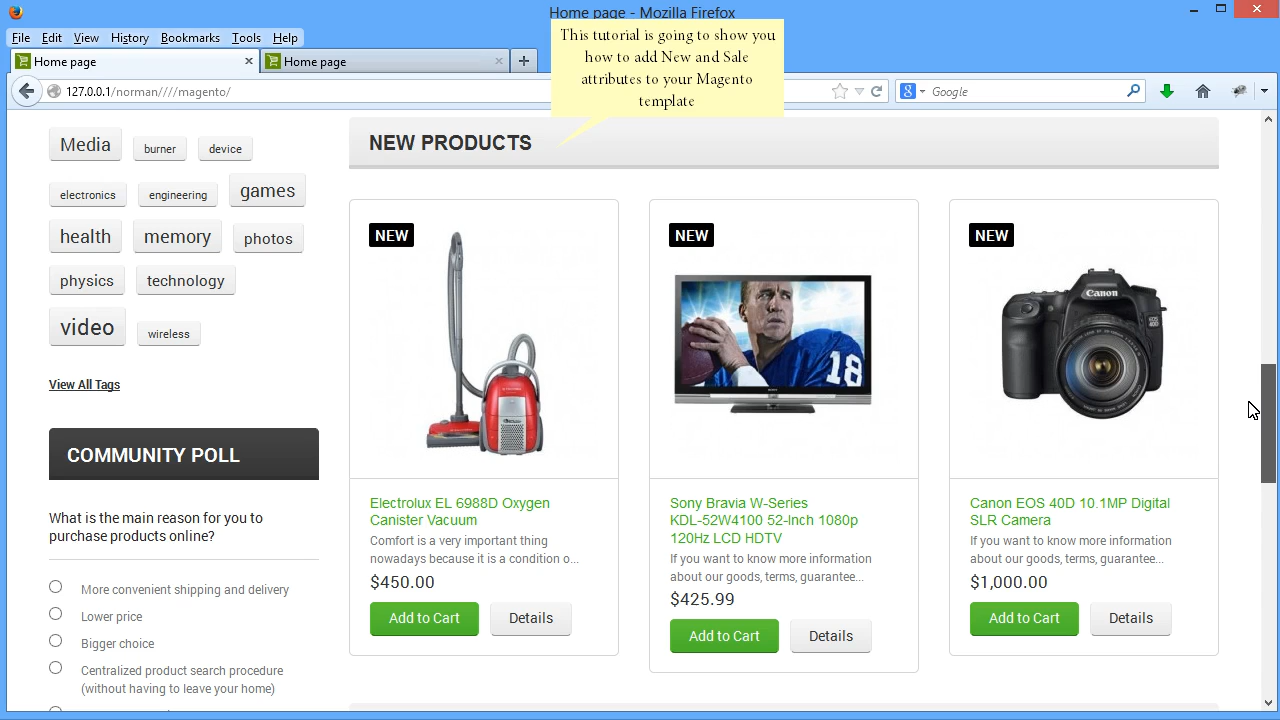 Home page - Mozilla Firefox
File Edit View History Bookmarks Tools Help
Home page
Home page
127.0.0.1/norman////magento/
Google
This tutorial is going to show you
how to add New and Sale
attributes to your Magento
template
Media burner device
electronics engineering games
health memory photos
physics technology
video wireless
View All Tags
COMMUNITY POLL
What is the main reason for you to
purchase products online?
More convenient shipping and delivery
Lower price
Bigger choice
Centralized product search procedure
(without having to leave your home)
NEW PRODUCTS
NEW
Electrolux EL 6988D Oxygen
Canister Vacuum
Comfort is a very important thing
nowadays because it is a condition o...
$450.00
Add to Cart Details
NEW
18
Sony Bravia W-Series
KDL-52W4100 52-Inch 1080p
120Hz LCD HDTV
If you want to know more information
about our goods, terms, guarantee...
$425.99
Add to Cart Details
NEW
Canon
Canon EOS 40D 10.1MP Digital
SLR Camera
If you want to know more information
about our goods, terms, guarantee...
$1,000.00
Add to Cart Details